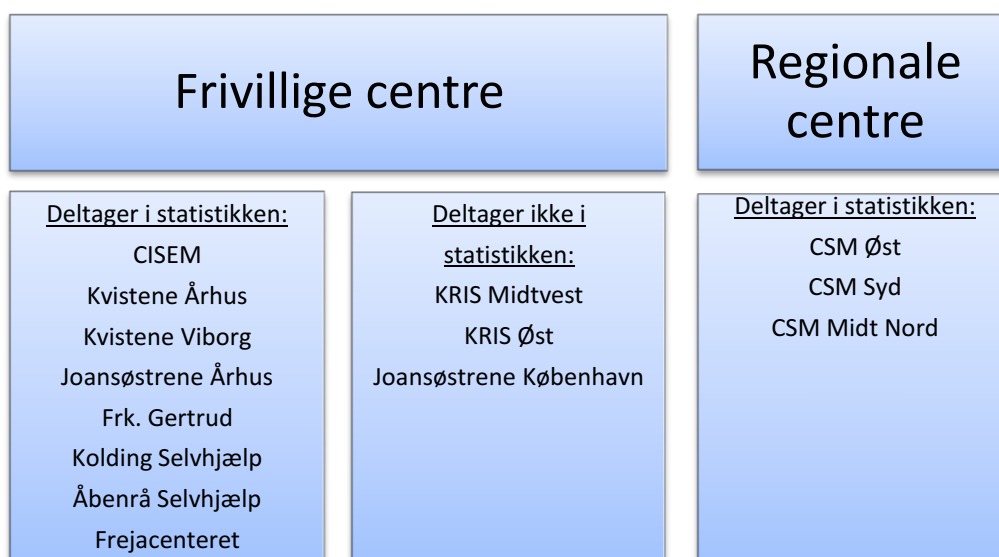 Frivillige centre
Regionale
centre
Deltager i statistikken:
CISEM
Kvistene Århus
Kvistene Viborg
Joansøstrene Århus
Frk. Gertrud
Kolding Selvhjælp
Åbenrå Selvhjælp
Frejacenteret
Deltager ikke i
statistikken:
KRIS Midtvest
KRIS Øst
Joansøstrene København
Deltager i statistikken:
CSM Øst
CSM Syd
CSM Midt Nord